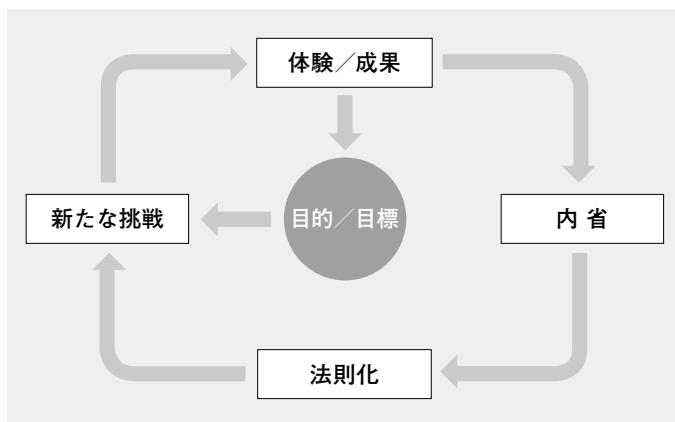 体験／成果
新たな挑戦
目的／目標
内 省
法則化